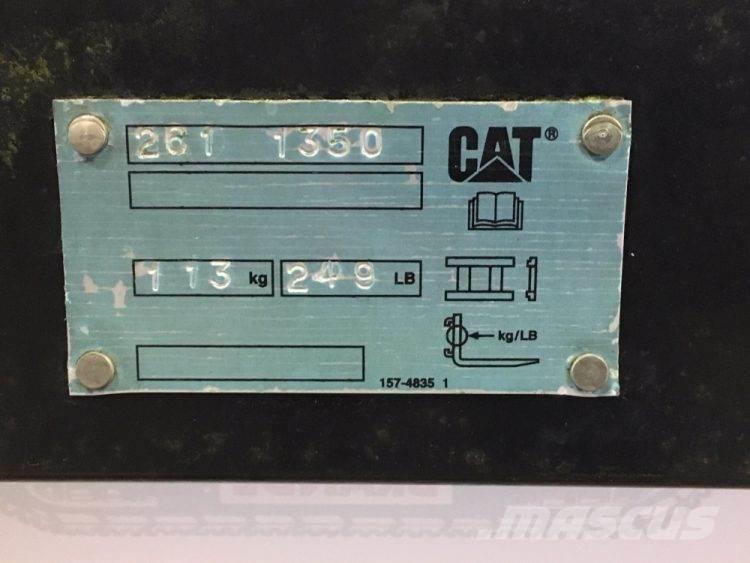 261 1350
CAT®
113 kg 249 LB
kg/LB
157-4835 1
MASCUS